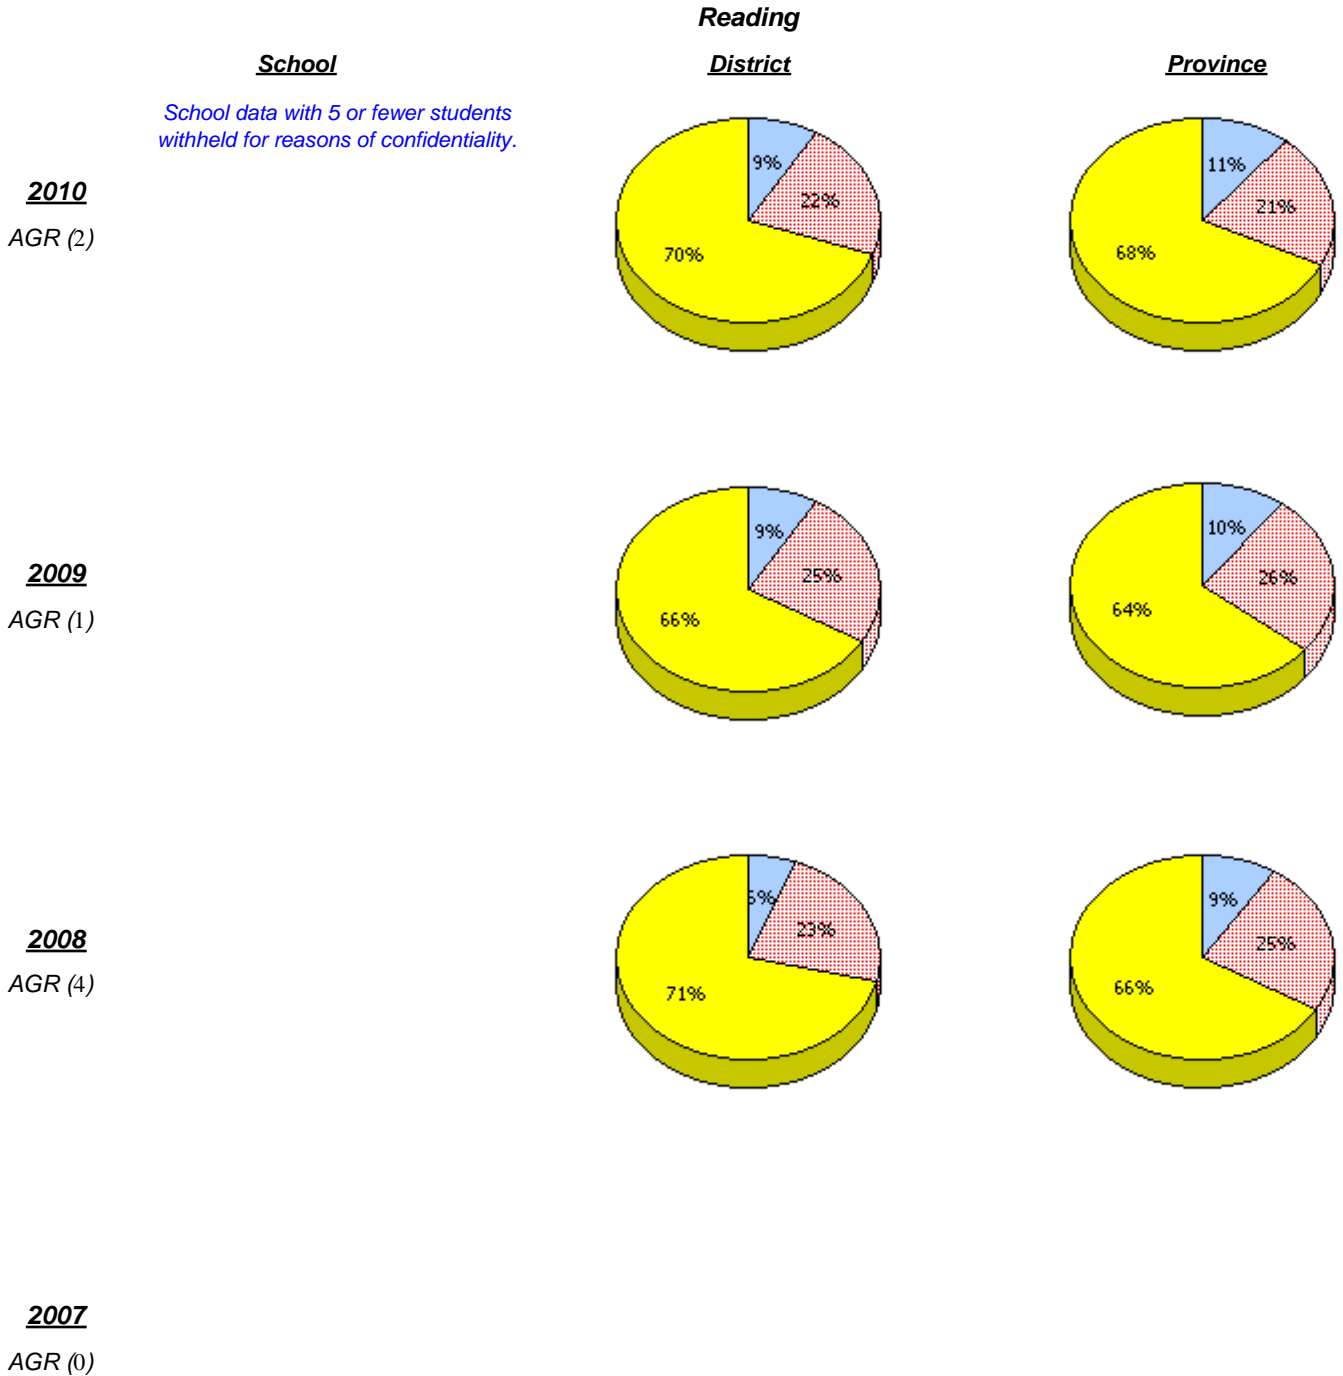 Reading
School District Province
School data with 5 or fewer students
withheld for reasons of confidentiality.
2010
AGR (2)
9%
22%
70%
11%
21%
68%
2009
AGR (1)
9%
25%
66%
10%
26%
64%
2008
AGR (4)
23%
71%
9%
25%
66%
2007
AGR (0)